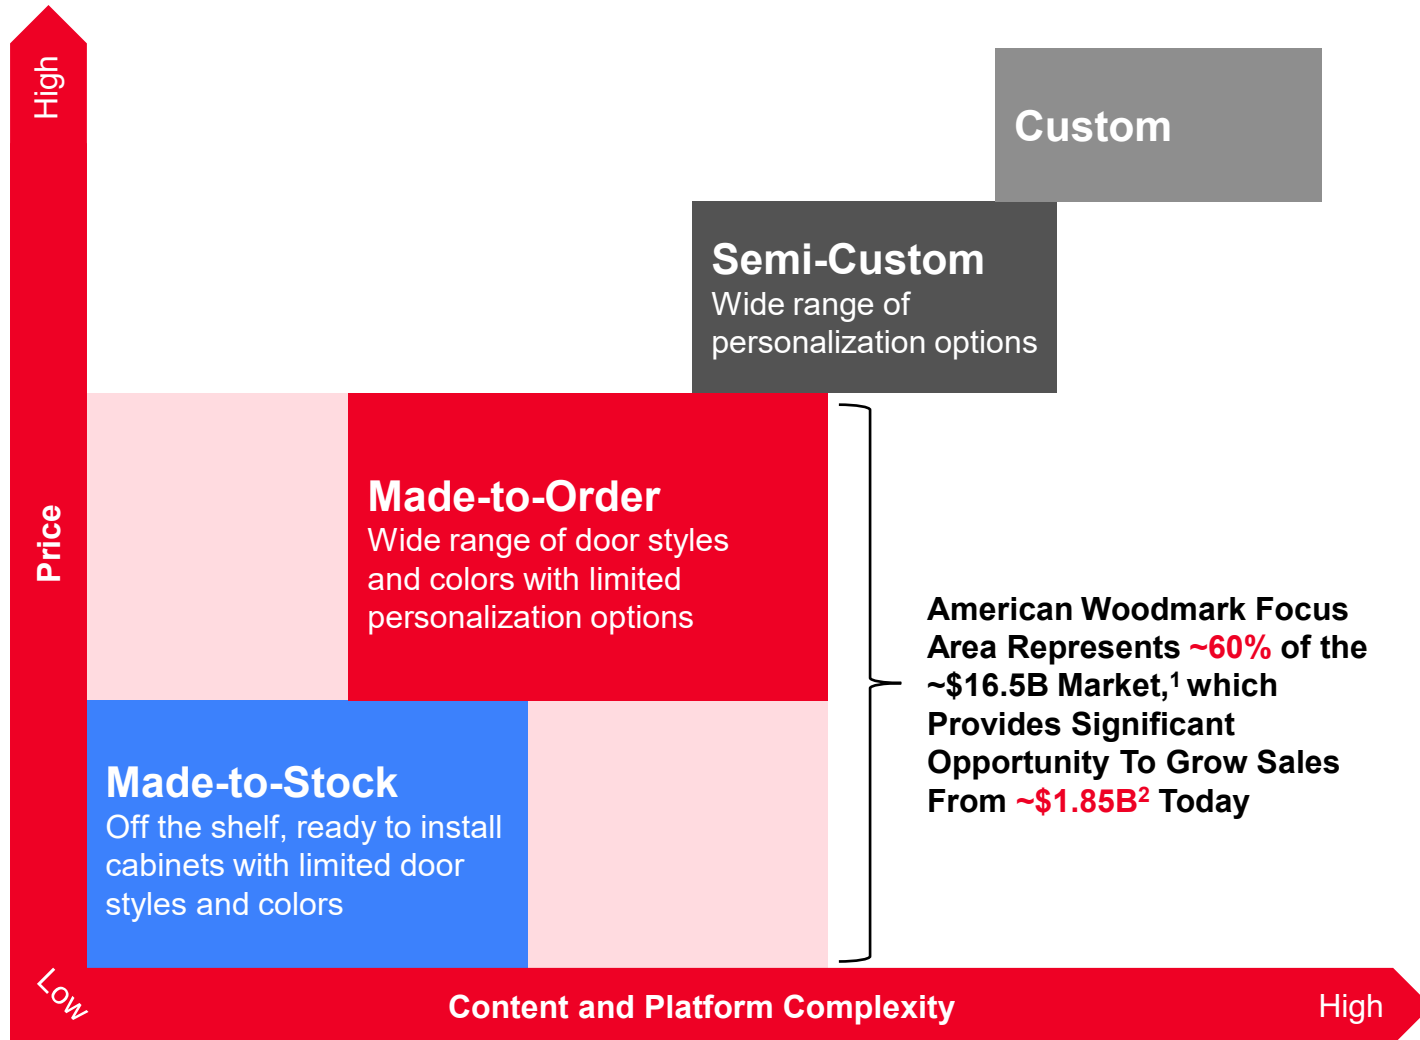 High
Custom
Semi-Custom
Wide range of
personalization options
Price
Made-to-Order
Wide range of door styles
and colors with limited
personalization options
American Woodmark Focus
Area Represents ~60% of the
~$16.5B Market,¹ which
Provides Significant
Opportunity To Grow Sales
From ~$1.85B² Today
Made-to-Stock
Off the shelf, ready to install
cabinets with limited door
styles and colors
Low
Content and Platform Complexity
High